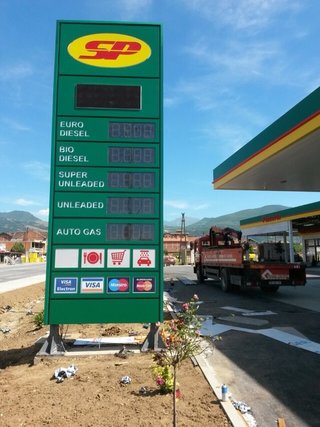 SP
EURO
DIESEL
BIO
DIESEL
SUPER
UNLEADED
UNLEADED
AUTO GAS
VISA
Electron
VISA
Maestro
MasterCard